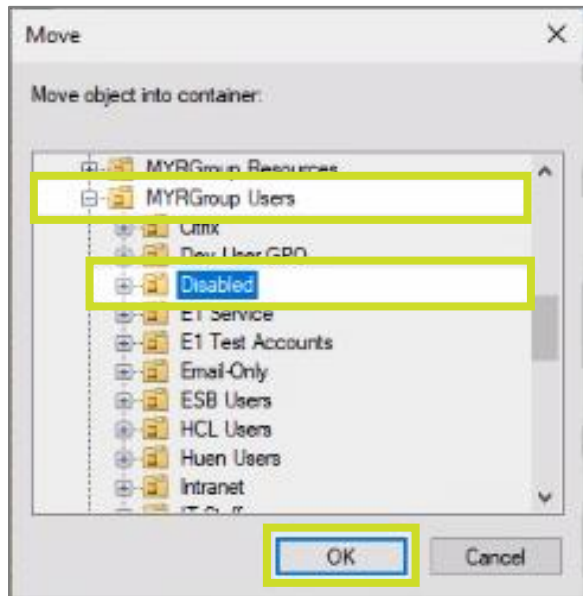 Move
Move object into container:
MYRGroup Resources
MYRGroup Users
Citrix
Dev User GPO
Disabled
E1 Service
E1 Test Accounts
Email-Only
ESB Users
HCL Users
Huen Users
Intranet
IT Staff
OK Cancel